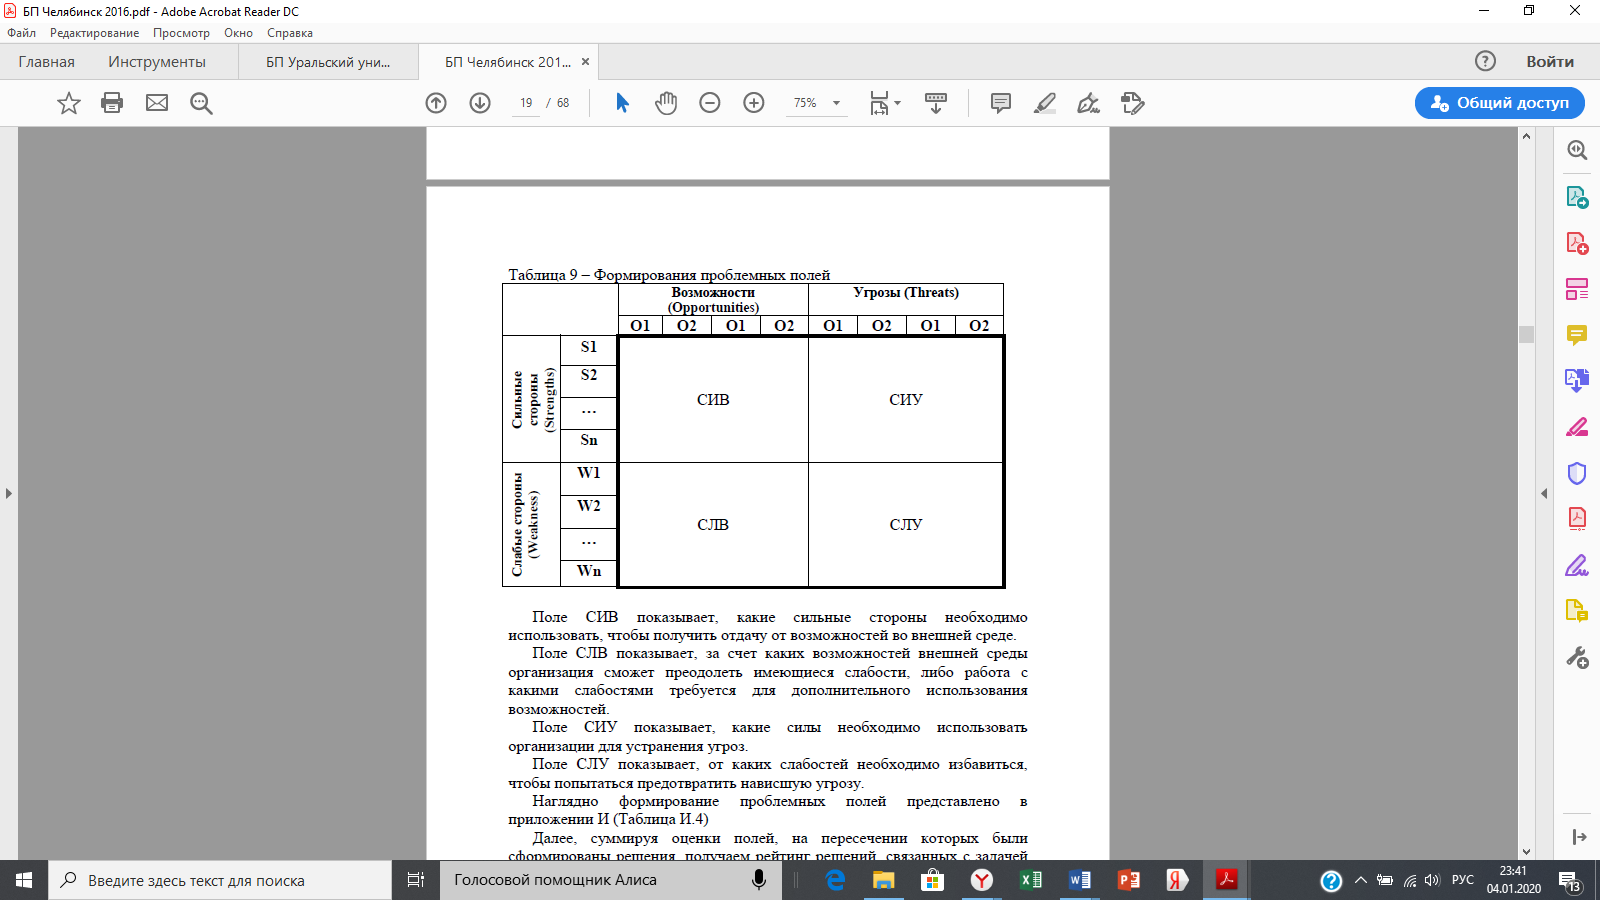 БП Челябинск 2016.pdf - Adobe Acrobat Reader DC
Файл Редактирование Просмотр Окно Справка
Главная Инструменты БП Уральский уни... БП Челябинск 201... ×
19 / 68 75% Общий доступ
? Войти
Таблица 9 – Формирования проблемных полей
Возможности (Opportunities) Угрозы (Threats)
O1 O2 O1 O2 O1 O2 O1 O2
Сильные стороны (Strengths)
S1
S2
...
Sn
СИВ СИУ
Слабые стороны (Weakness)
W1
W2
...
Wn
СЛВ СЛУ
Поле СИВ показывает, какие сильные стороны необходимо
использовать, чтобы получить отдачу от возможностей во внешней среде.
Поле СЛВ показывает, за счет каких возможностей внешней среды
организация сможет преодолеть имеющиеся слабости, либо работа с
какими слабостями требуется для дополнительного использования
возможностей.
Поле СИУ показывает, какие силы необходимо использовать
организации для устранения угроз.
Поле СЛУ показывает, от каких слабостей необходимо избавиться,
чтобы попытаться предотвратить нависшую угрозу.
Наглядно формирование проблемных полей представлено в
приложении И (Таблица И.4)
Далее, суммируя оценки полей, на пересечении которых были
сформированы решения, получаем рейтинг решений, связанных с задачей
Введите здесь текст для поиска
Голосовой помощник Алиса
РУС
23:41
04.01.2020
13